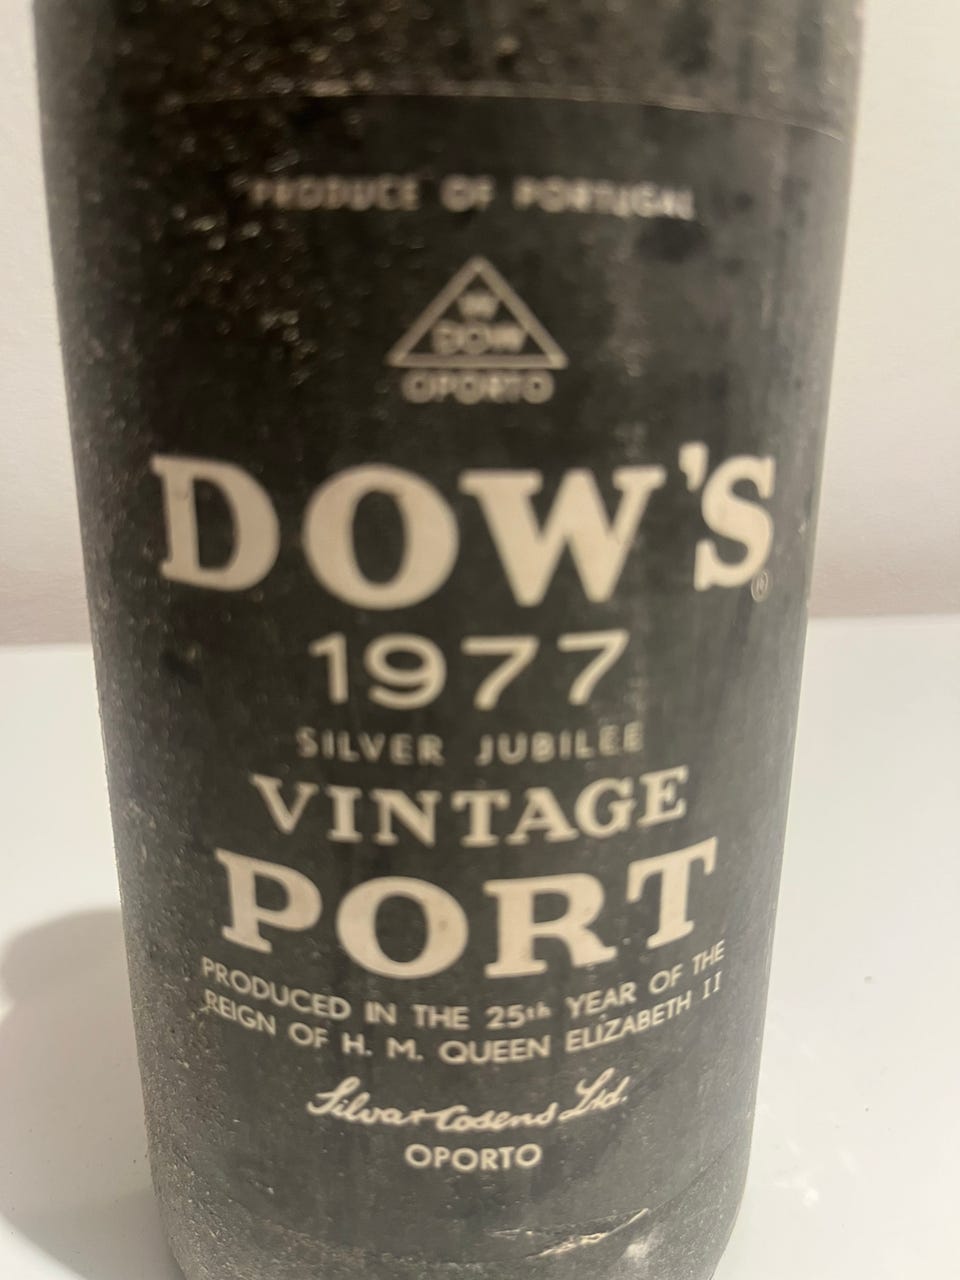 PRODUCE OF PORTUGAL
W
DOW
OPORTO
DOW'S
®
1977
SILVER JUBILEE
VINTAGE
PORT
PRODUCED IN THE 25th YEAR OF THE
REIGN OF H. M. QUEEN ELIZABETH II
Silva & Cosens Ltd.
OPORTO